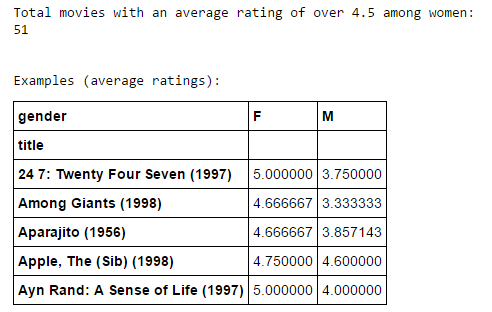 Total movies with an average rating of over 4.5 among women:
51
Examples (average ratings):
gender F M
title
24 7: Twenty Four Seven (1997) 5.000000 3.750000
Among Giants (1998) 4.666667 3.333333
Aparajito (1956) 4.666667 3.857143
Apple, The (Sib) (1998) 4.750000 4.600000
Ayn Rand: A Sense of Life (1997) 5.000000 4.000000